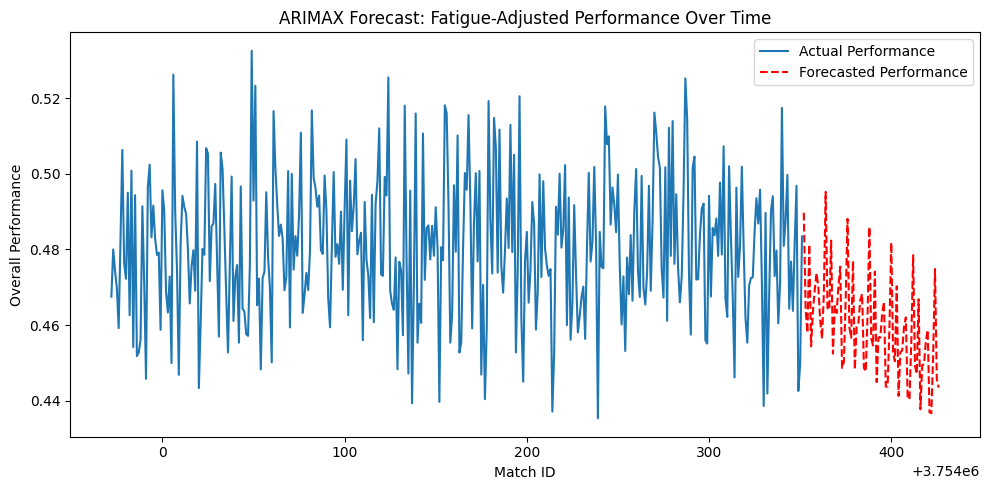 ARIMAX Forecast: Fatigue-Adjusted Performance Over Time
Actual Performance
Forecasted Performance
Overall Performance
0.52
0.50
0.48
0.46
0.44
0
100
200
300
400
Match ID
+3.754e6